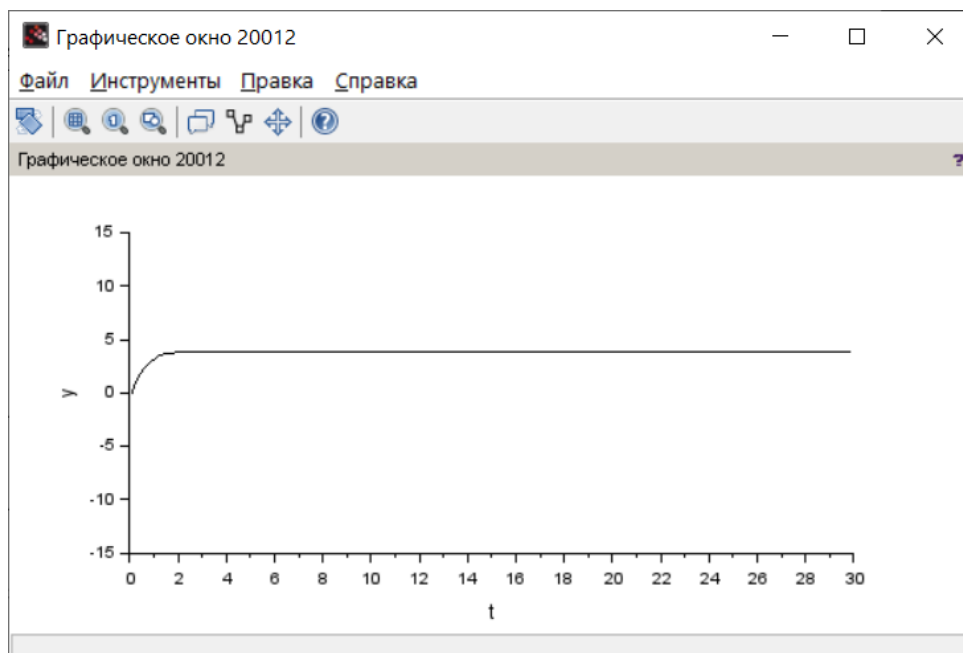 Графическое окно 20012
Файл Инструменты Правка Справка
Графическое окно 20012 ?
15
10
5
y 0
-5
-10
-15
0 2 4 6 8 10 12 14 16 18 20 22 24 26 28 30
t